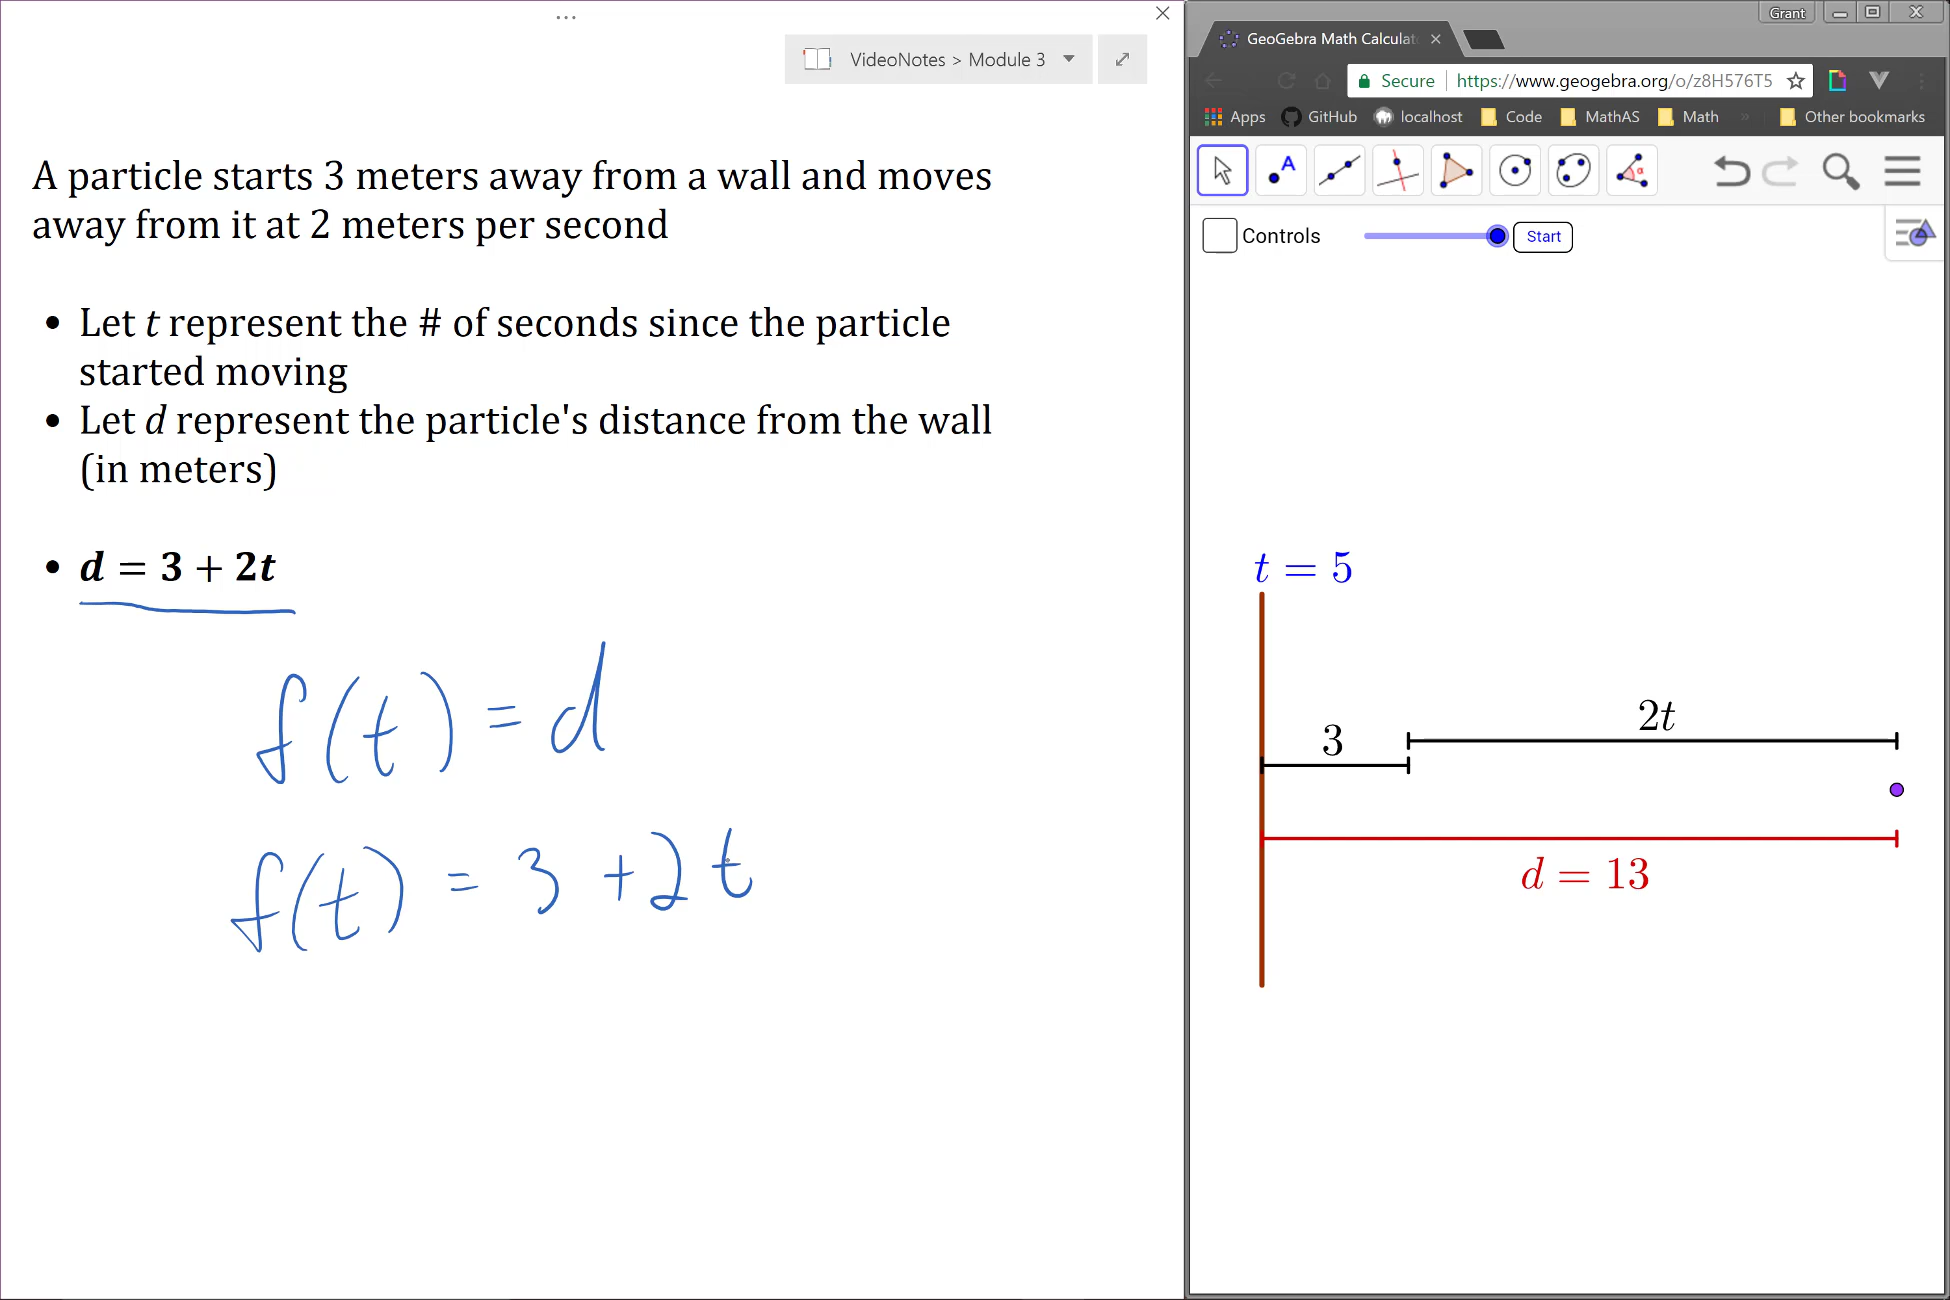 ...
VideoNotes > Module 3
A particle starts 3 meters away from a wall and moves
away from it at 2 meters per second
• Let t represent the # of seconds since the particle
started moving
• Let d represent the particle's distance from the wall
(in meters)
• d = 3 + 2t
f(t) = d
f(t) = 3 + 2t
Grant
GeoGebra Math Calculat
Secure https://www.geogebra.org/o/z8H576T5
Apps GitHub localhost Code MathAS Math » Other bookmarks
A α
Controls Start
t = 5
2t
3
d = 13